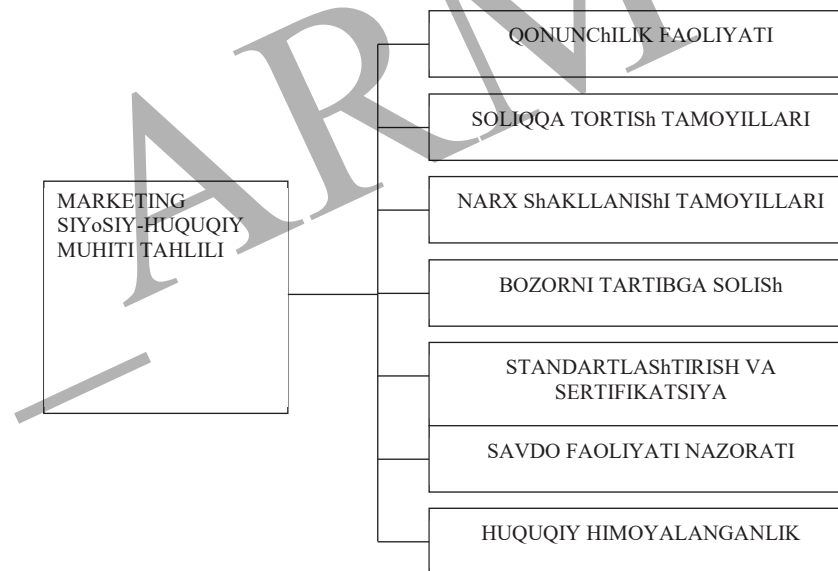 QONUNChILIK FAOLIYATI
SOLIQQA TORTISh TAMOYILLARI
MARKETING
SIYoSIY-HUQUQIY
MUHITI TAHLILI
NARX ShAKLLANIShI TAMOYILLARI
BOZORNI TARTIBGA SOLISh
STANDARTLAShTIRISH VA
SERTIFIKATSIYA
SAVDO FAOLIYATI NAZORATI
HUQUQIY HIMOYALANGANLIK
_ ARM